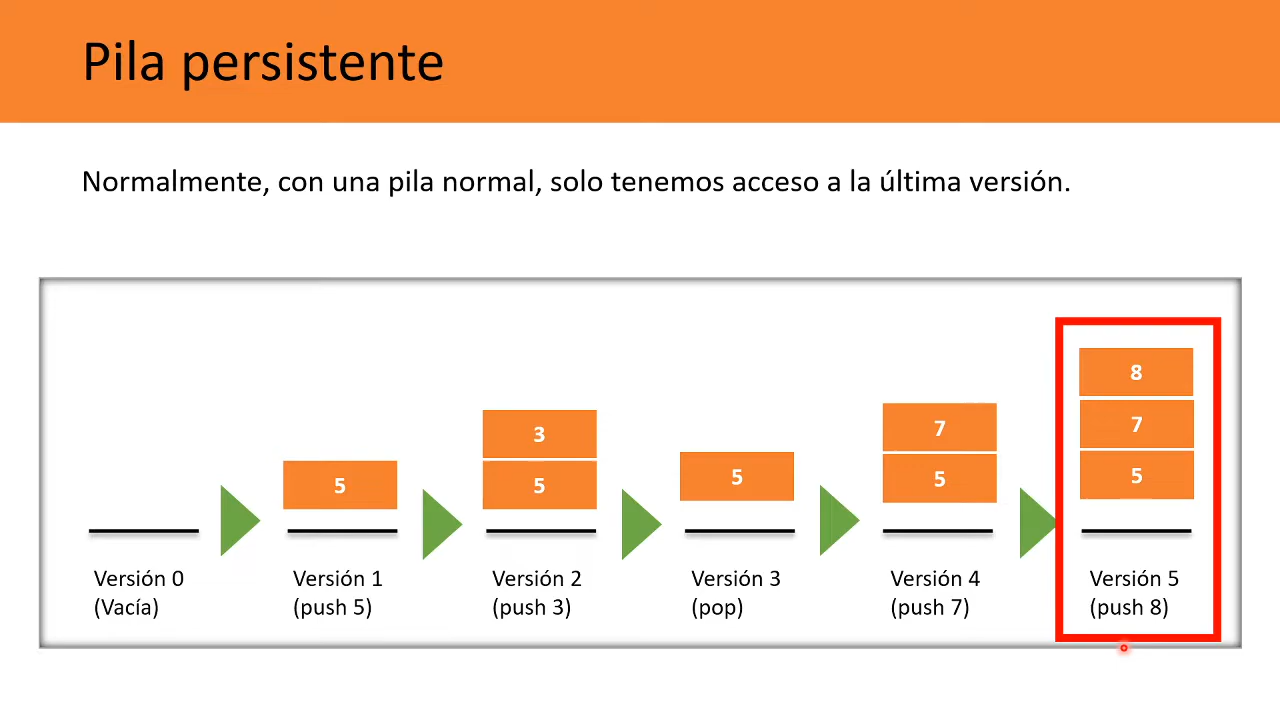 Pila persistente
Normalmente, con una pila normal, solo tenemos acceso a la última versión.
8
3
7
7
5
5
5
5
5
Versión 0
(Vacía)
Versión 1
(push 5)
Versión 2
(push 3)
Versión 3
(pop)
Versión 4
(push 7)
Versión 5
(push 8)